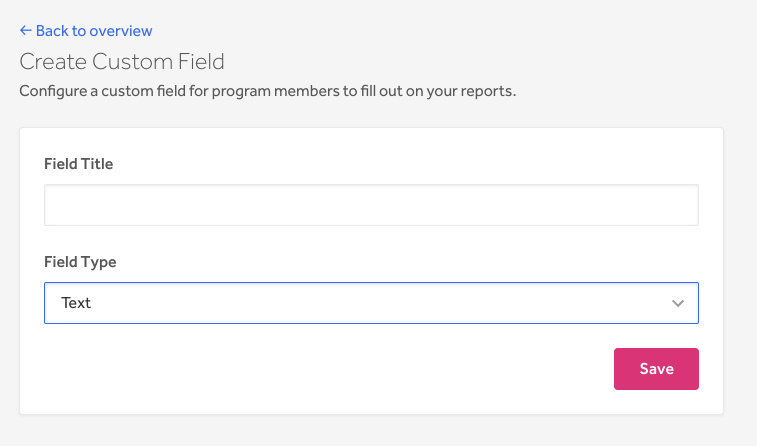 ← Back to overview
Create Custom Field
Configure a custom field for program members to fill out on your reports.
Field Title
Field Type
Text
Save